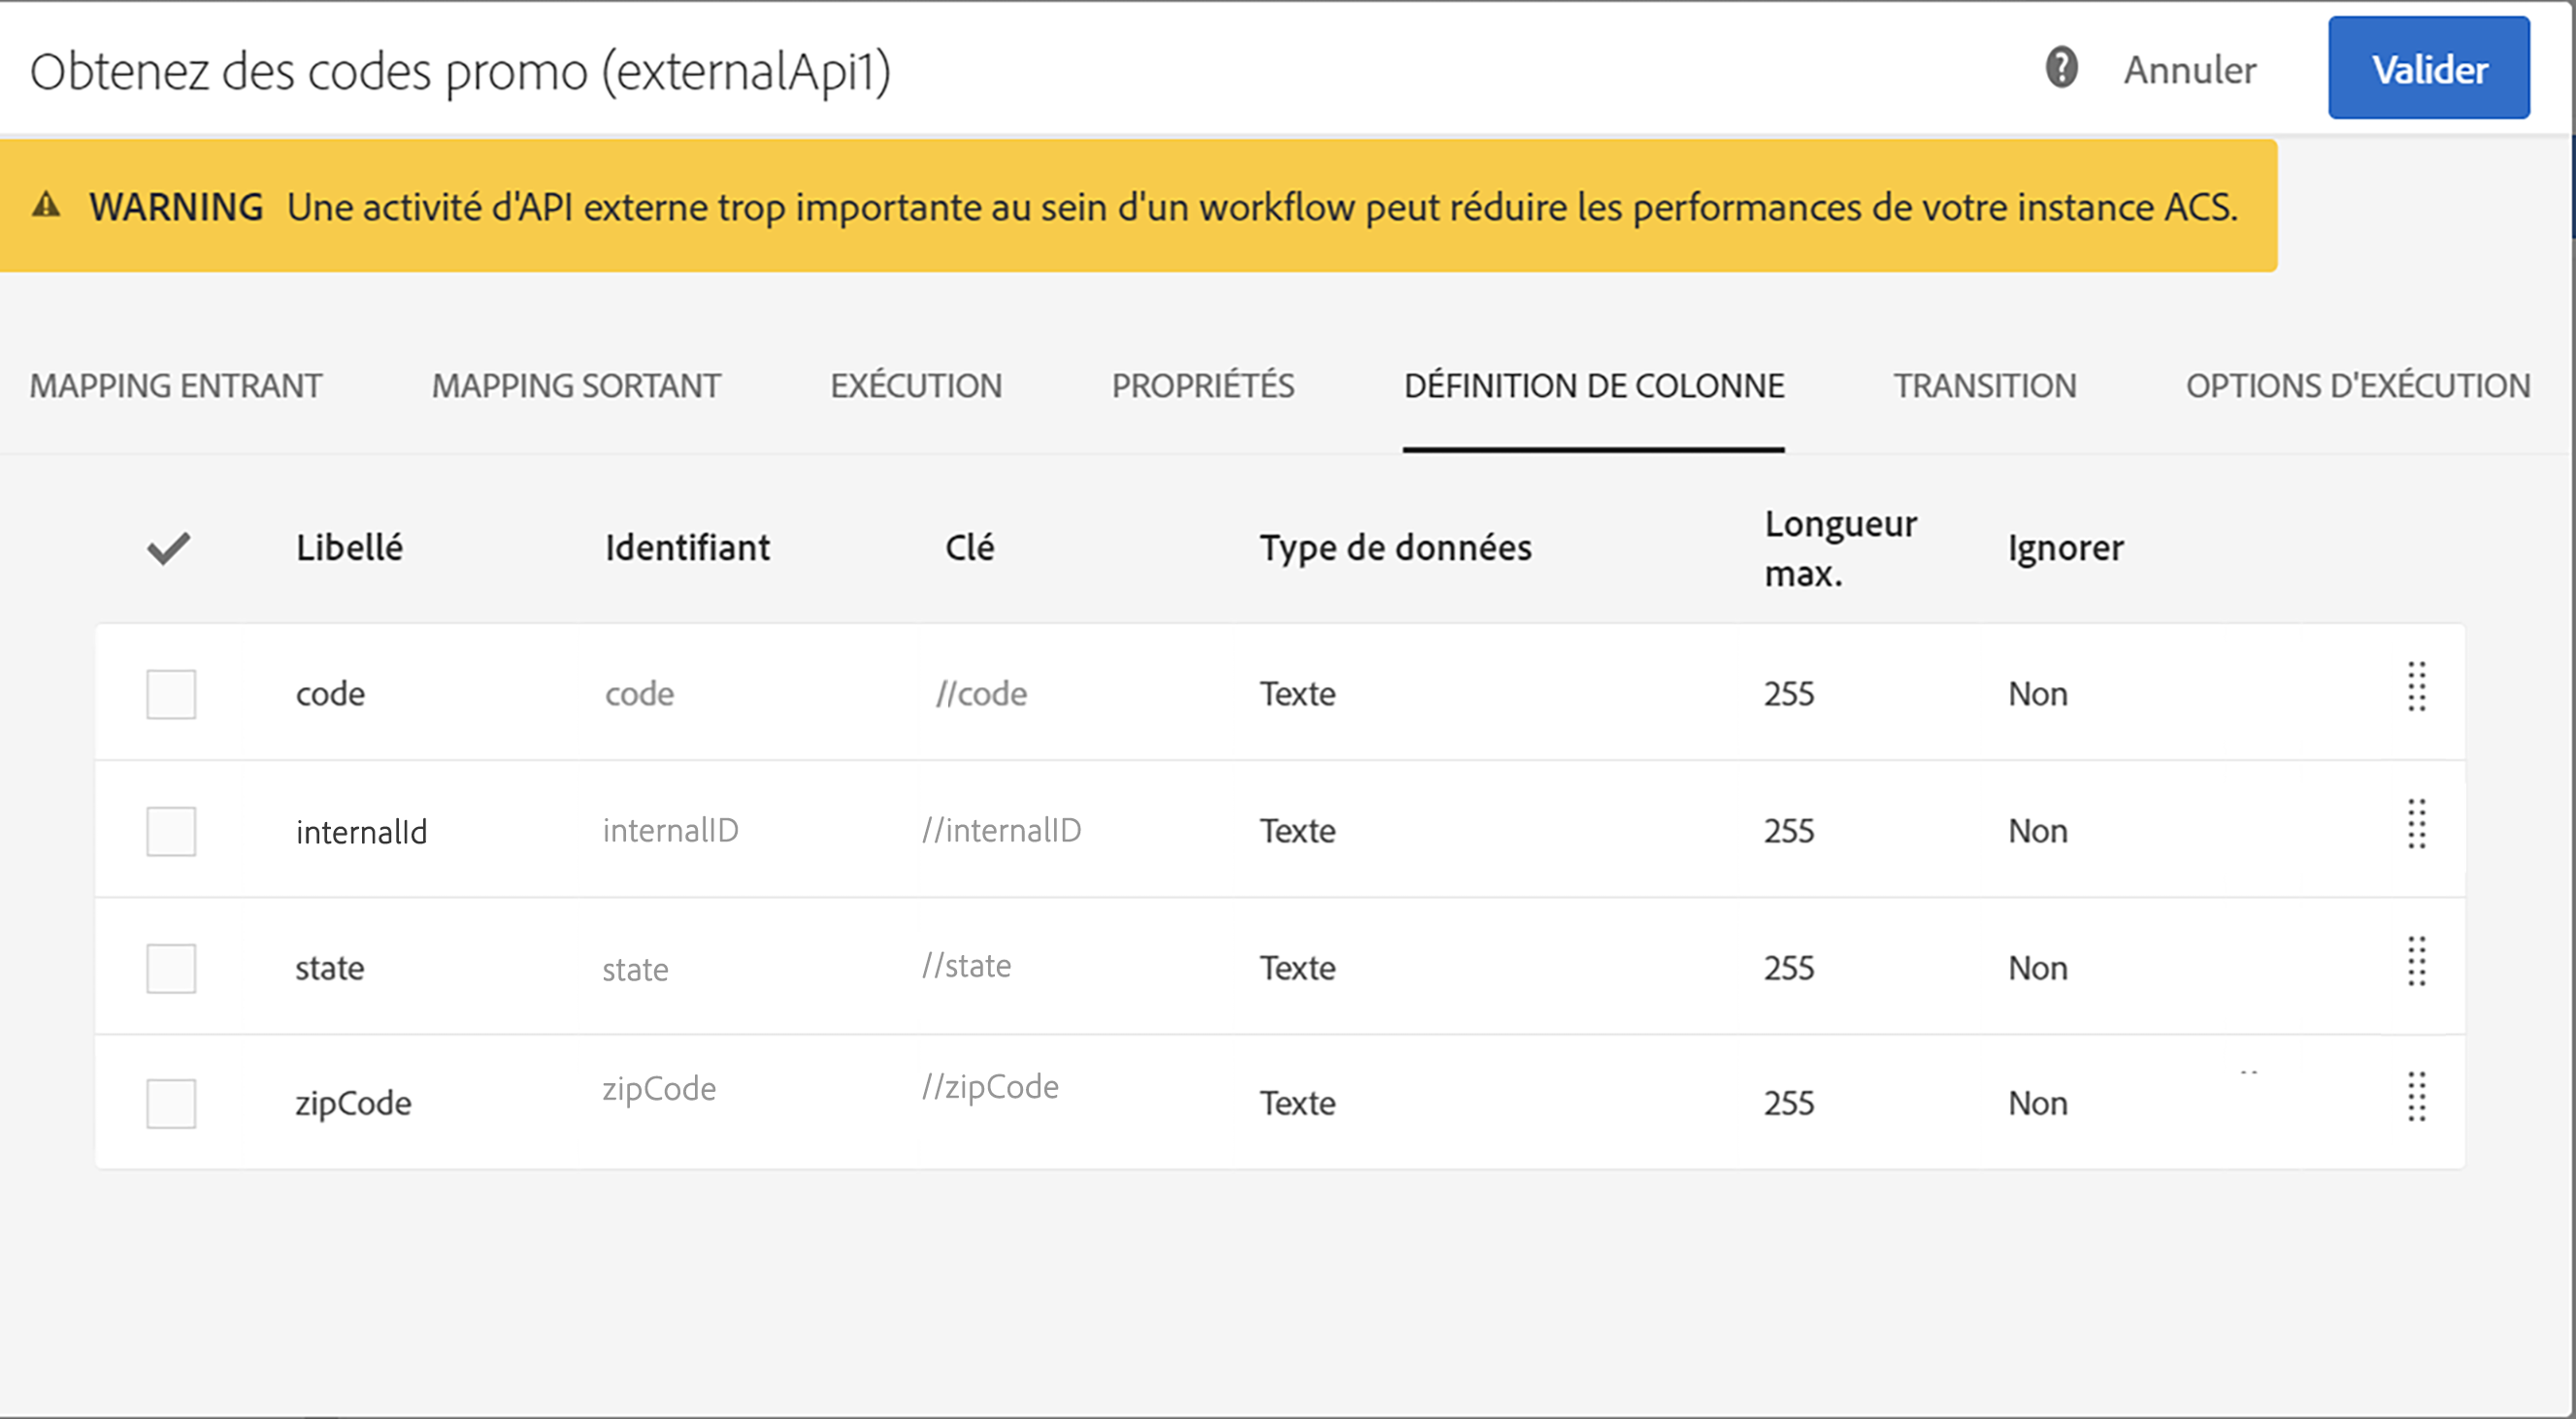 Obtenez des codes promo (externalApi1)
? Annuler Valider
WARNING Une activité d'API externe trop importante au sein d'un workflow peut réduire les performances de votre instance ACS.
MAPPING ENTRANT MAPPING SORTANT EXÉCUTION PROPRIÉTÉS DÉFINITION DE COLONNE TRANSITION OPTIONS D'EXÉCUTION
Libellé Identifiant Clé Type de données Longueur max. Ignorer
code code //code Texte 255 Non
internalId internalID //internalID Texte 255 Non
state state //state Texte 255 Non
zipCode zipCode //zipCode Texte 255 Non